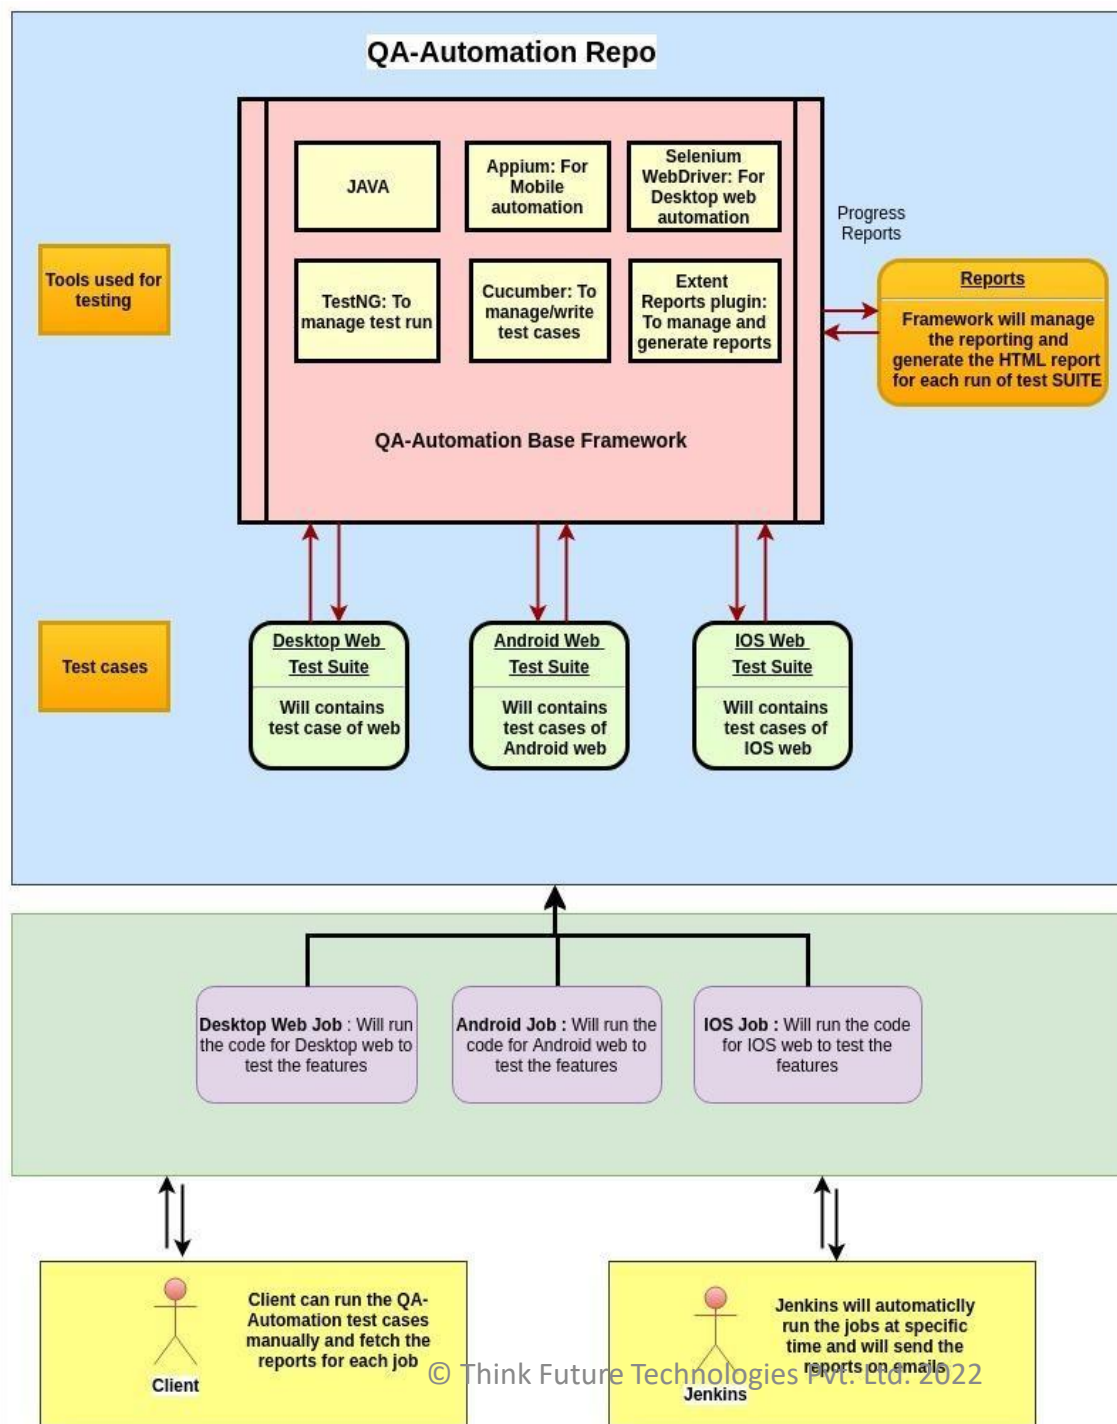 QA-Automation Repo
JAVA
Appium: For
Mobile
automation
Selenium
WebDriver: For
Desktop web
automation
Progress
Reports
Tools used for
testing
TestNG: To
manage test run
Cucumber: To
manage/write
test cases
Extent
Reports plugin:
To manage and
generate reports
Reports
Framework will manage
the reporting and
generate the HTML report
for each run of test SUITE
QA-Automation Base Framework
Test cases
Desktop Web
Test Suite
Will contains
test case of web
Android Web
Test Suite
Will contains
test cases of
Android web
IOS Web
Test Suite
Will contains
test cases of
IOS web
Desktop Web Job : Will run
the code for Desktop web to
test the features
Android Job : Will run the
code for Android web to
test the features
IOS Job : Will run the code
for IOS web to test the
features
Client can run the QA-
Automation test cases
manually and fetch the
reports for each job
Client
Jenkins will automaticlly
run the jobs at specific
time and will send the
reports on emails
Jenkins
© Think Future Technologies Pvt. Ltd. 2022